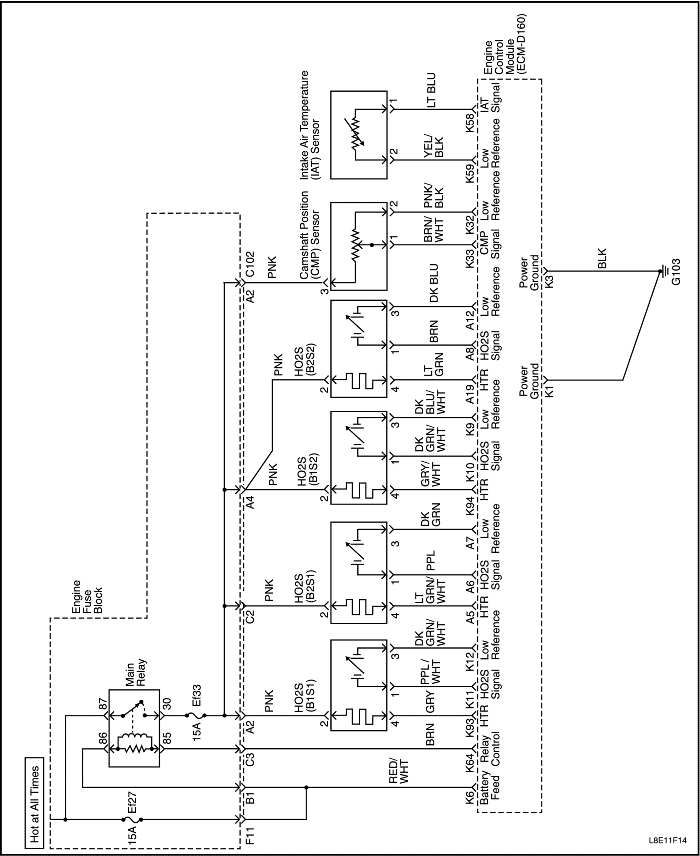 Hot at All Times
15A Ef27
F11
B1
Engine
Fuse
Block
Main
Relay
86
87
85
30
15A Ef33
C3
A2
C2
A4
A2
C102
RED/
WHT
BRN
PNK
HO2S
(B1S1)
2
4
1
3
GRY
PPL/
WHT
DK
GRN/
WHT
PNK
HO2S
(B2S1)
2
4
1
3
LT
GRN/
WHT
PPL
DK
GRN
PNK
HO2S
(B1S2)
2
4
1
3
GRY/
WHT
DK
GRN/
WHT
DK
BLU/
WHT
PNK
HO2S
(B2S2)
2
4
1
3
LT
GRN
BRN
DK BLU
PNK
Camshaft Position
(CMP) Sensor
3
1
2
BRN/
WHT
PNK/
BLK
Intake Air Temperature
(IAT) Sensor
2
1
YEL/
BLK
LT BLU
K6
Battery
Feed
K64
Relay
Control
K93
HTR
K11
HO2S
Signal
K12
Low
Reference
A5
HTR
A6
HO2S
Signal
A7
Low
Reference
K94
HTR
K10
HO2S
Signal
K9
Low
Reference
A19
HTR
A8
HO2S
Signal
A12
Low
Reference
K33
CMP
Signal
K32
Low
Reference
K59
Low
Reference
K58
IAT
Signal
Engine
Control
Module
(ECM-D160)
Power
Ground
K1
Power
Ground
K3
BLK
G103
L8E11F14